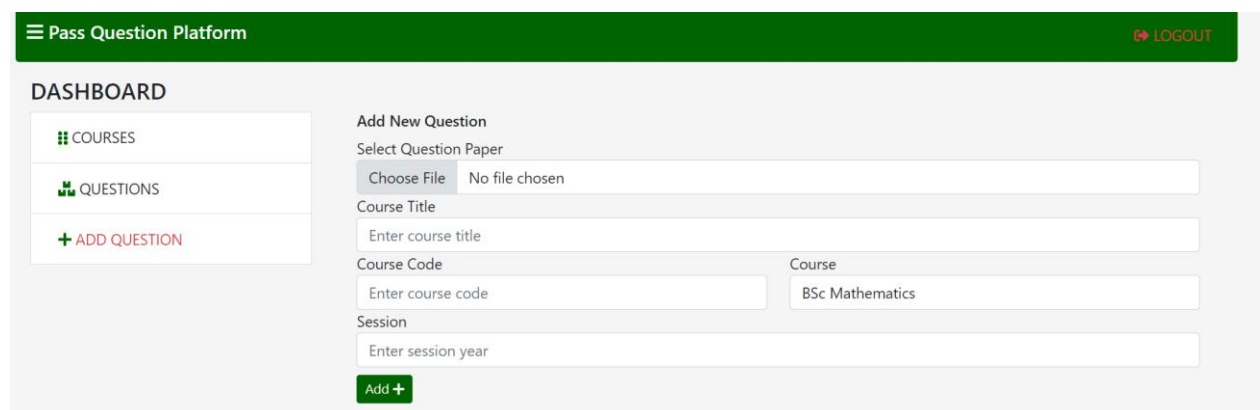 Pass Question Platform
LOGOUT
DASHBOARD
COURSES
QUESTIONS
ADD QUESTION
Add New Question
Select Question Paper
Choose File No file chosen
Course Title
Enter course title
Course Code Course
Enter course code BSc Mathematics
Session
Enter session year
Add